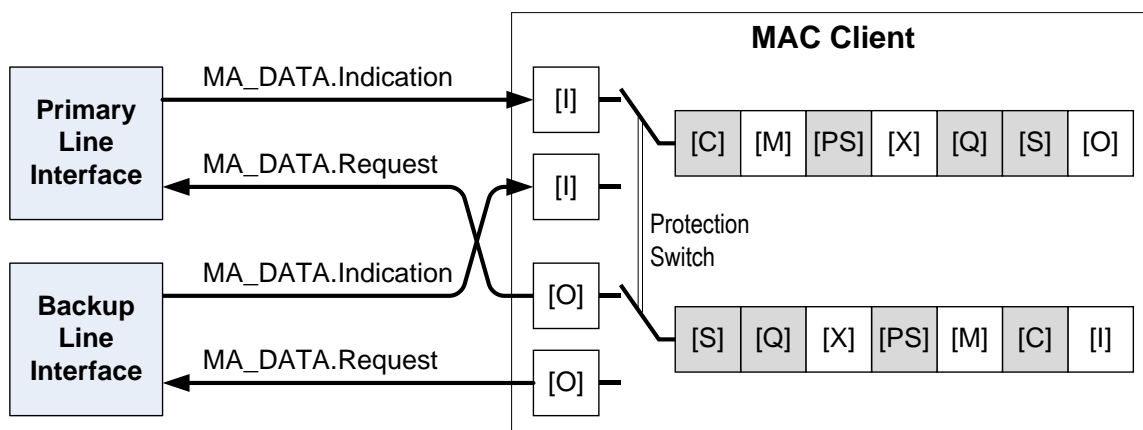 MAC Client
Primary
Line
Interface
MA_DATA.Indication
[I]
[C] [M] [PS] [X] [Q] [S] [O]
MA_DATA.Request
[I]
Protection
Switch
Backup
Line
Interface
MA_DATA.Indication
[O]
[S] [Q] [X] [PS] [M] [C] [I]
MA_DATA.Request
[O]